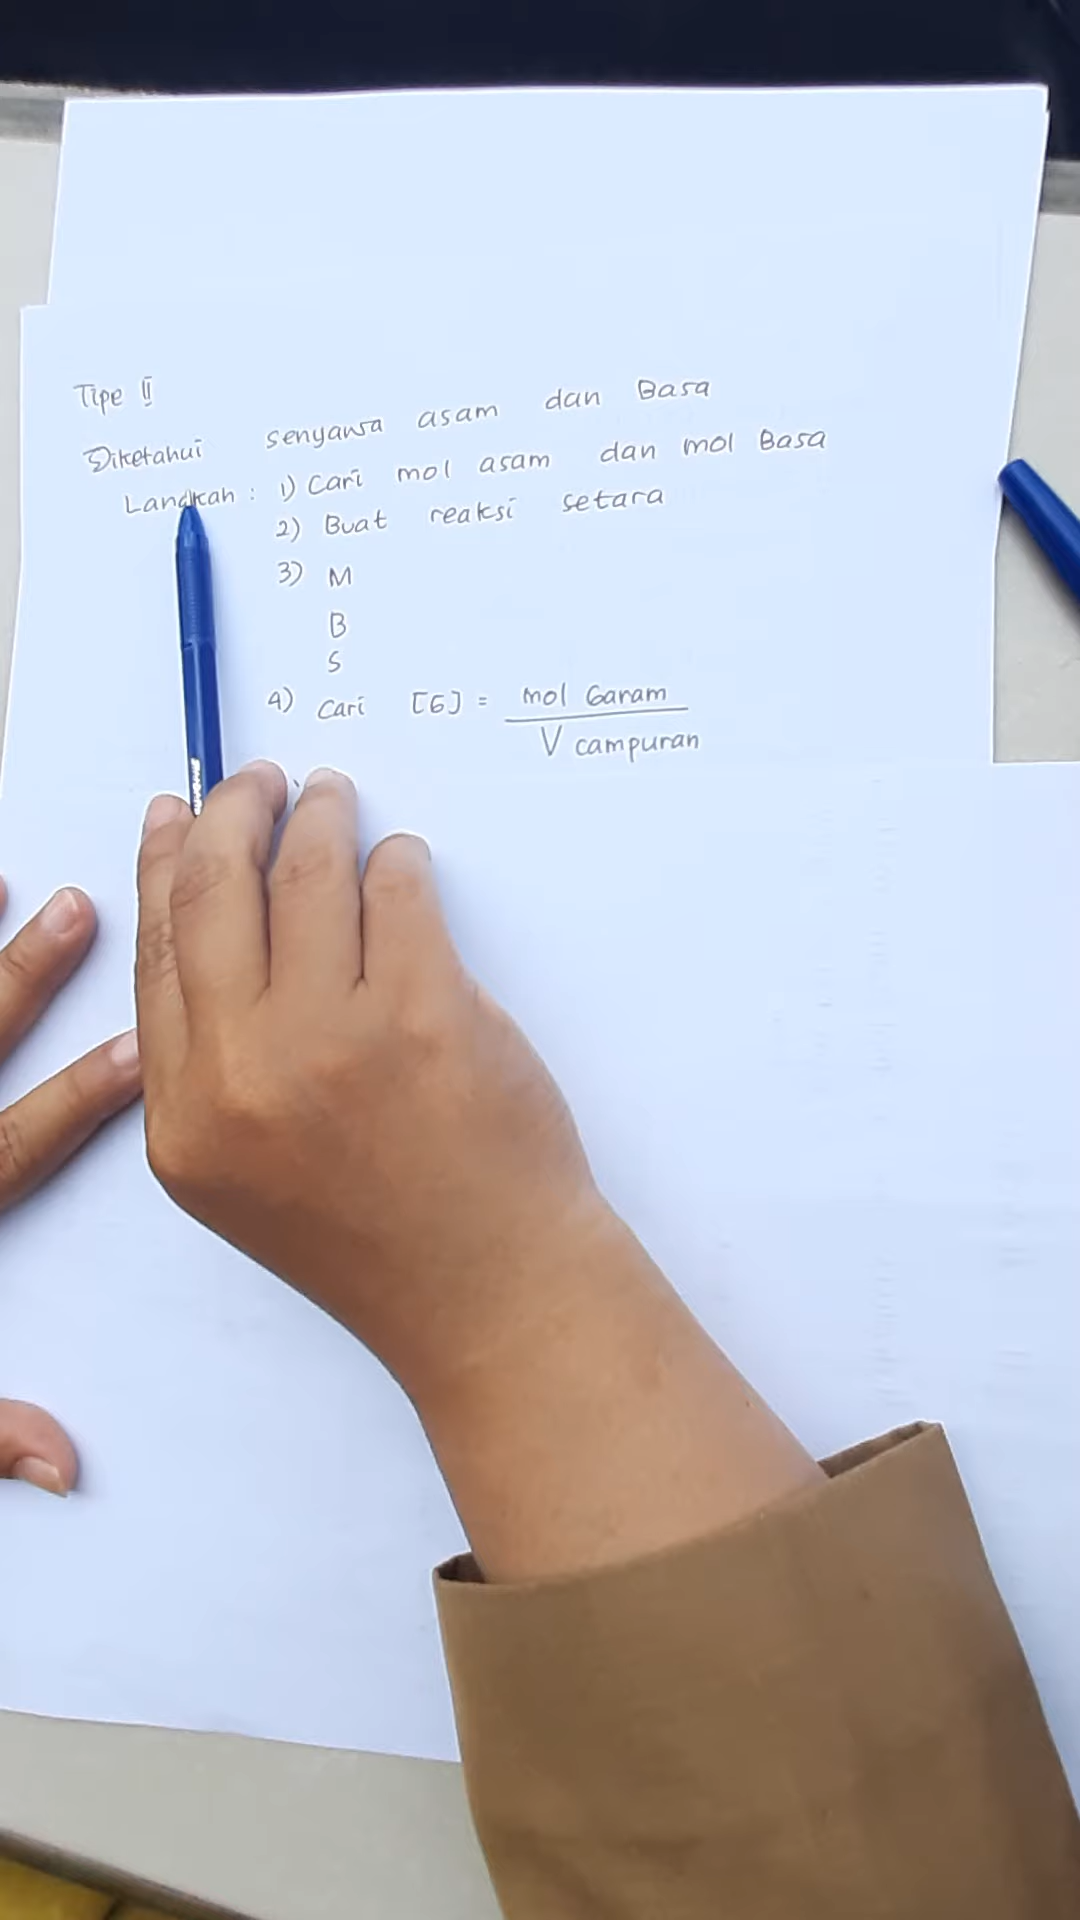 Tipe II
Diketahui senyawa asam dan Basa
Langkah : 1) Cari mol asam dan mol Basa
2) Buat reaksi setara
3) M
B
S
4) Cari [G] = mol Garam
V campuran